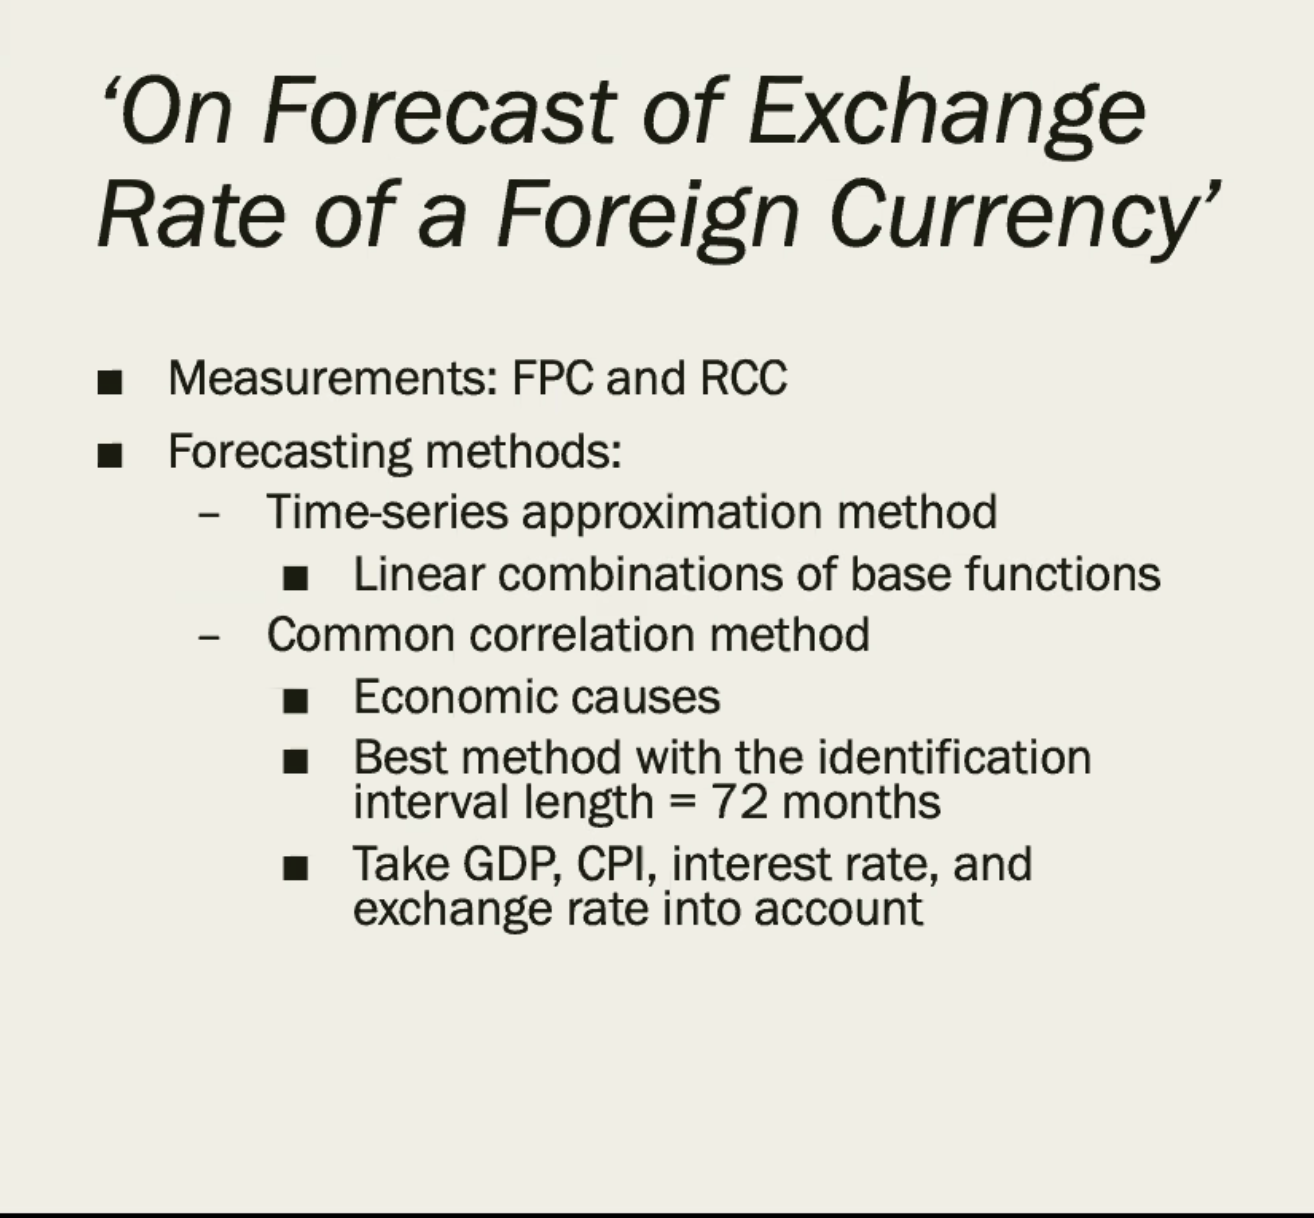 ‘On Forecast of Exchange
Rate of a Foreign Currency’
■ Measurements: FPC and RCC
■ Forecasting methods:
– Time-series approximation method
■ Linear combinations of base functions
– Common correlation method
■ Economic causes
■ Best method with the identification
interval length = 72 months
■ Take GDP, CPI, interest rate, and
exchange rate into account